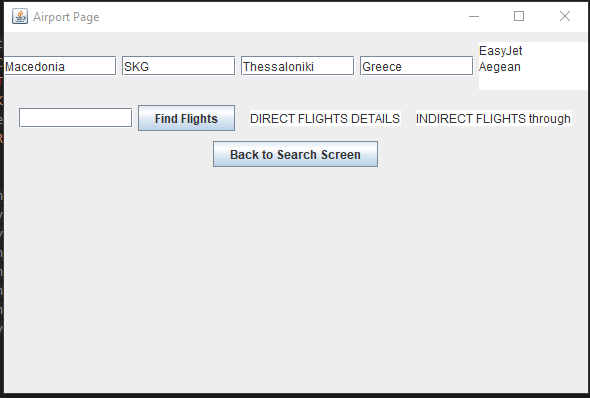 Airport Page
EasyJet
Macedonia SKG Thessaloniki Greece Aegean
Find Flights DIRECT FLIGHTS DETAILS INDIRECT FLIGHTS through
Back to Search Screen